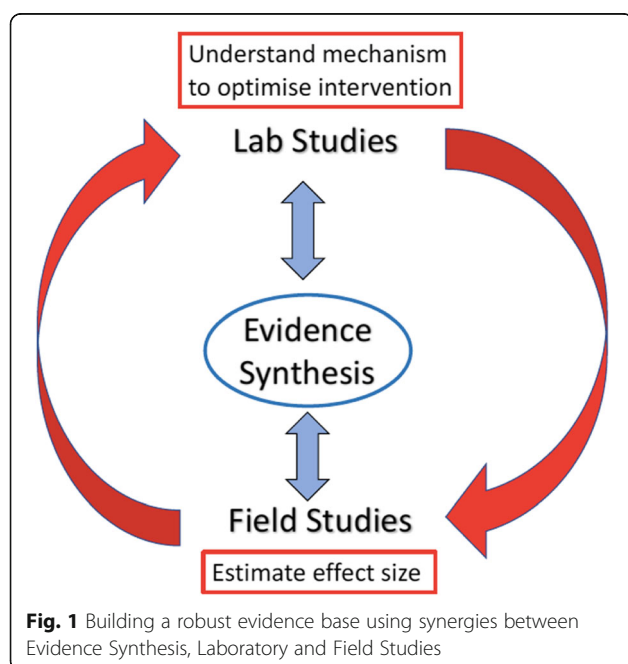 Understand mechanism
to optimise intervention
Lab Studies
Evidence
Synthesis
Field Studies
Estimate effect size
Fig. 1 Building a robust evidence base using synergies between
Evidence Synthesis, Laboratory and Field Studies